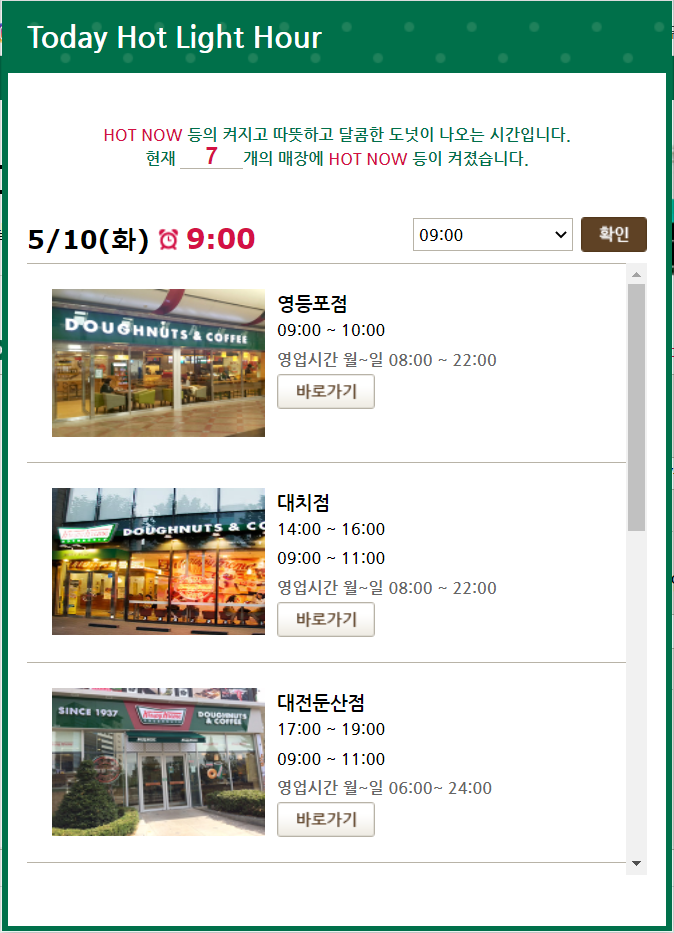 Today Hot Light Hour
HOT NOW 등의 켜지고 따뜻하고 달콤한 도넛이 나오는 시간입니다.
현재 7 개의 매장에 HOT NOW 등이 켜졌습니다.
5/10(화) 9:00
09:00
확인
DOUGHNUTS & COFFEE
영등포점
09:00 ~ 10:00
영업시간 월~일 08:00 ~ 22:00
바로가기
DOUGHNUTS & CO
대치점
14:00 ~ 16:00
09:00 ~ 11:00
영업시간 월~일 08:00 ~ 22:00
바로가기
SINCE 1937
Krispy Kreme
DOUGHNUTS
& COFFEE
대전둔산점
17:00 ~ 19:00
09:00 ~ 11:00
영업시간 월~일 06:00~ 24:00
바로가기